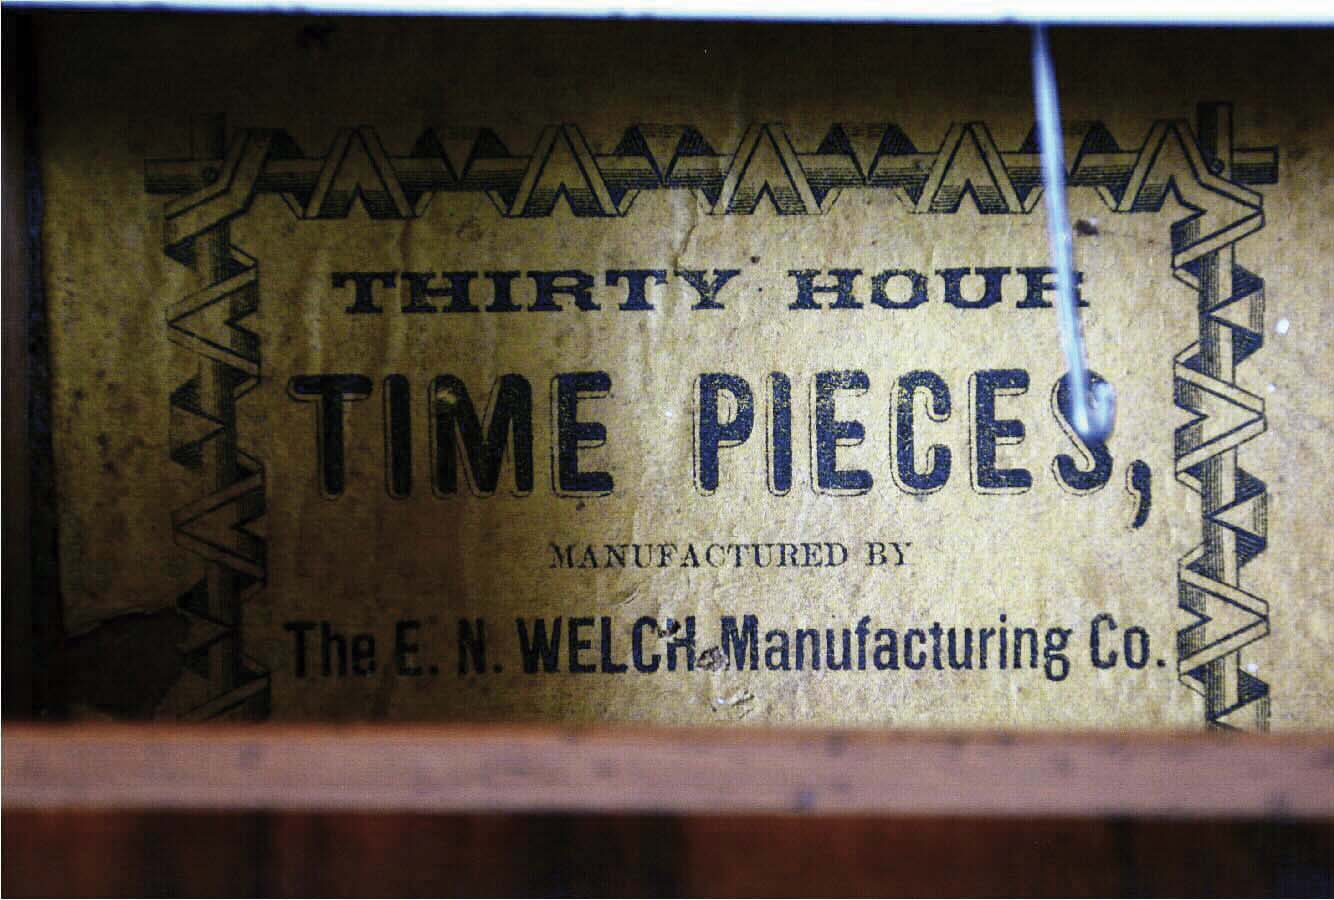 THIRTY HOUR
TIME PIECES,
MANUFACTURED BY
The E. N. WELCH Manufacturing Co.